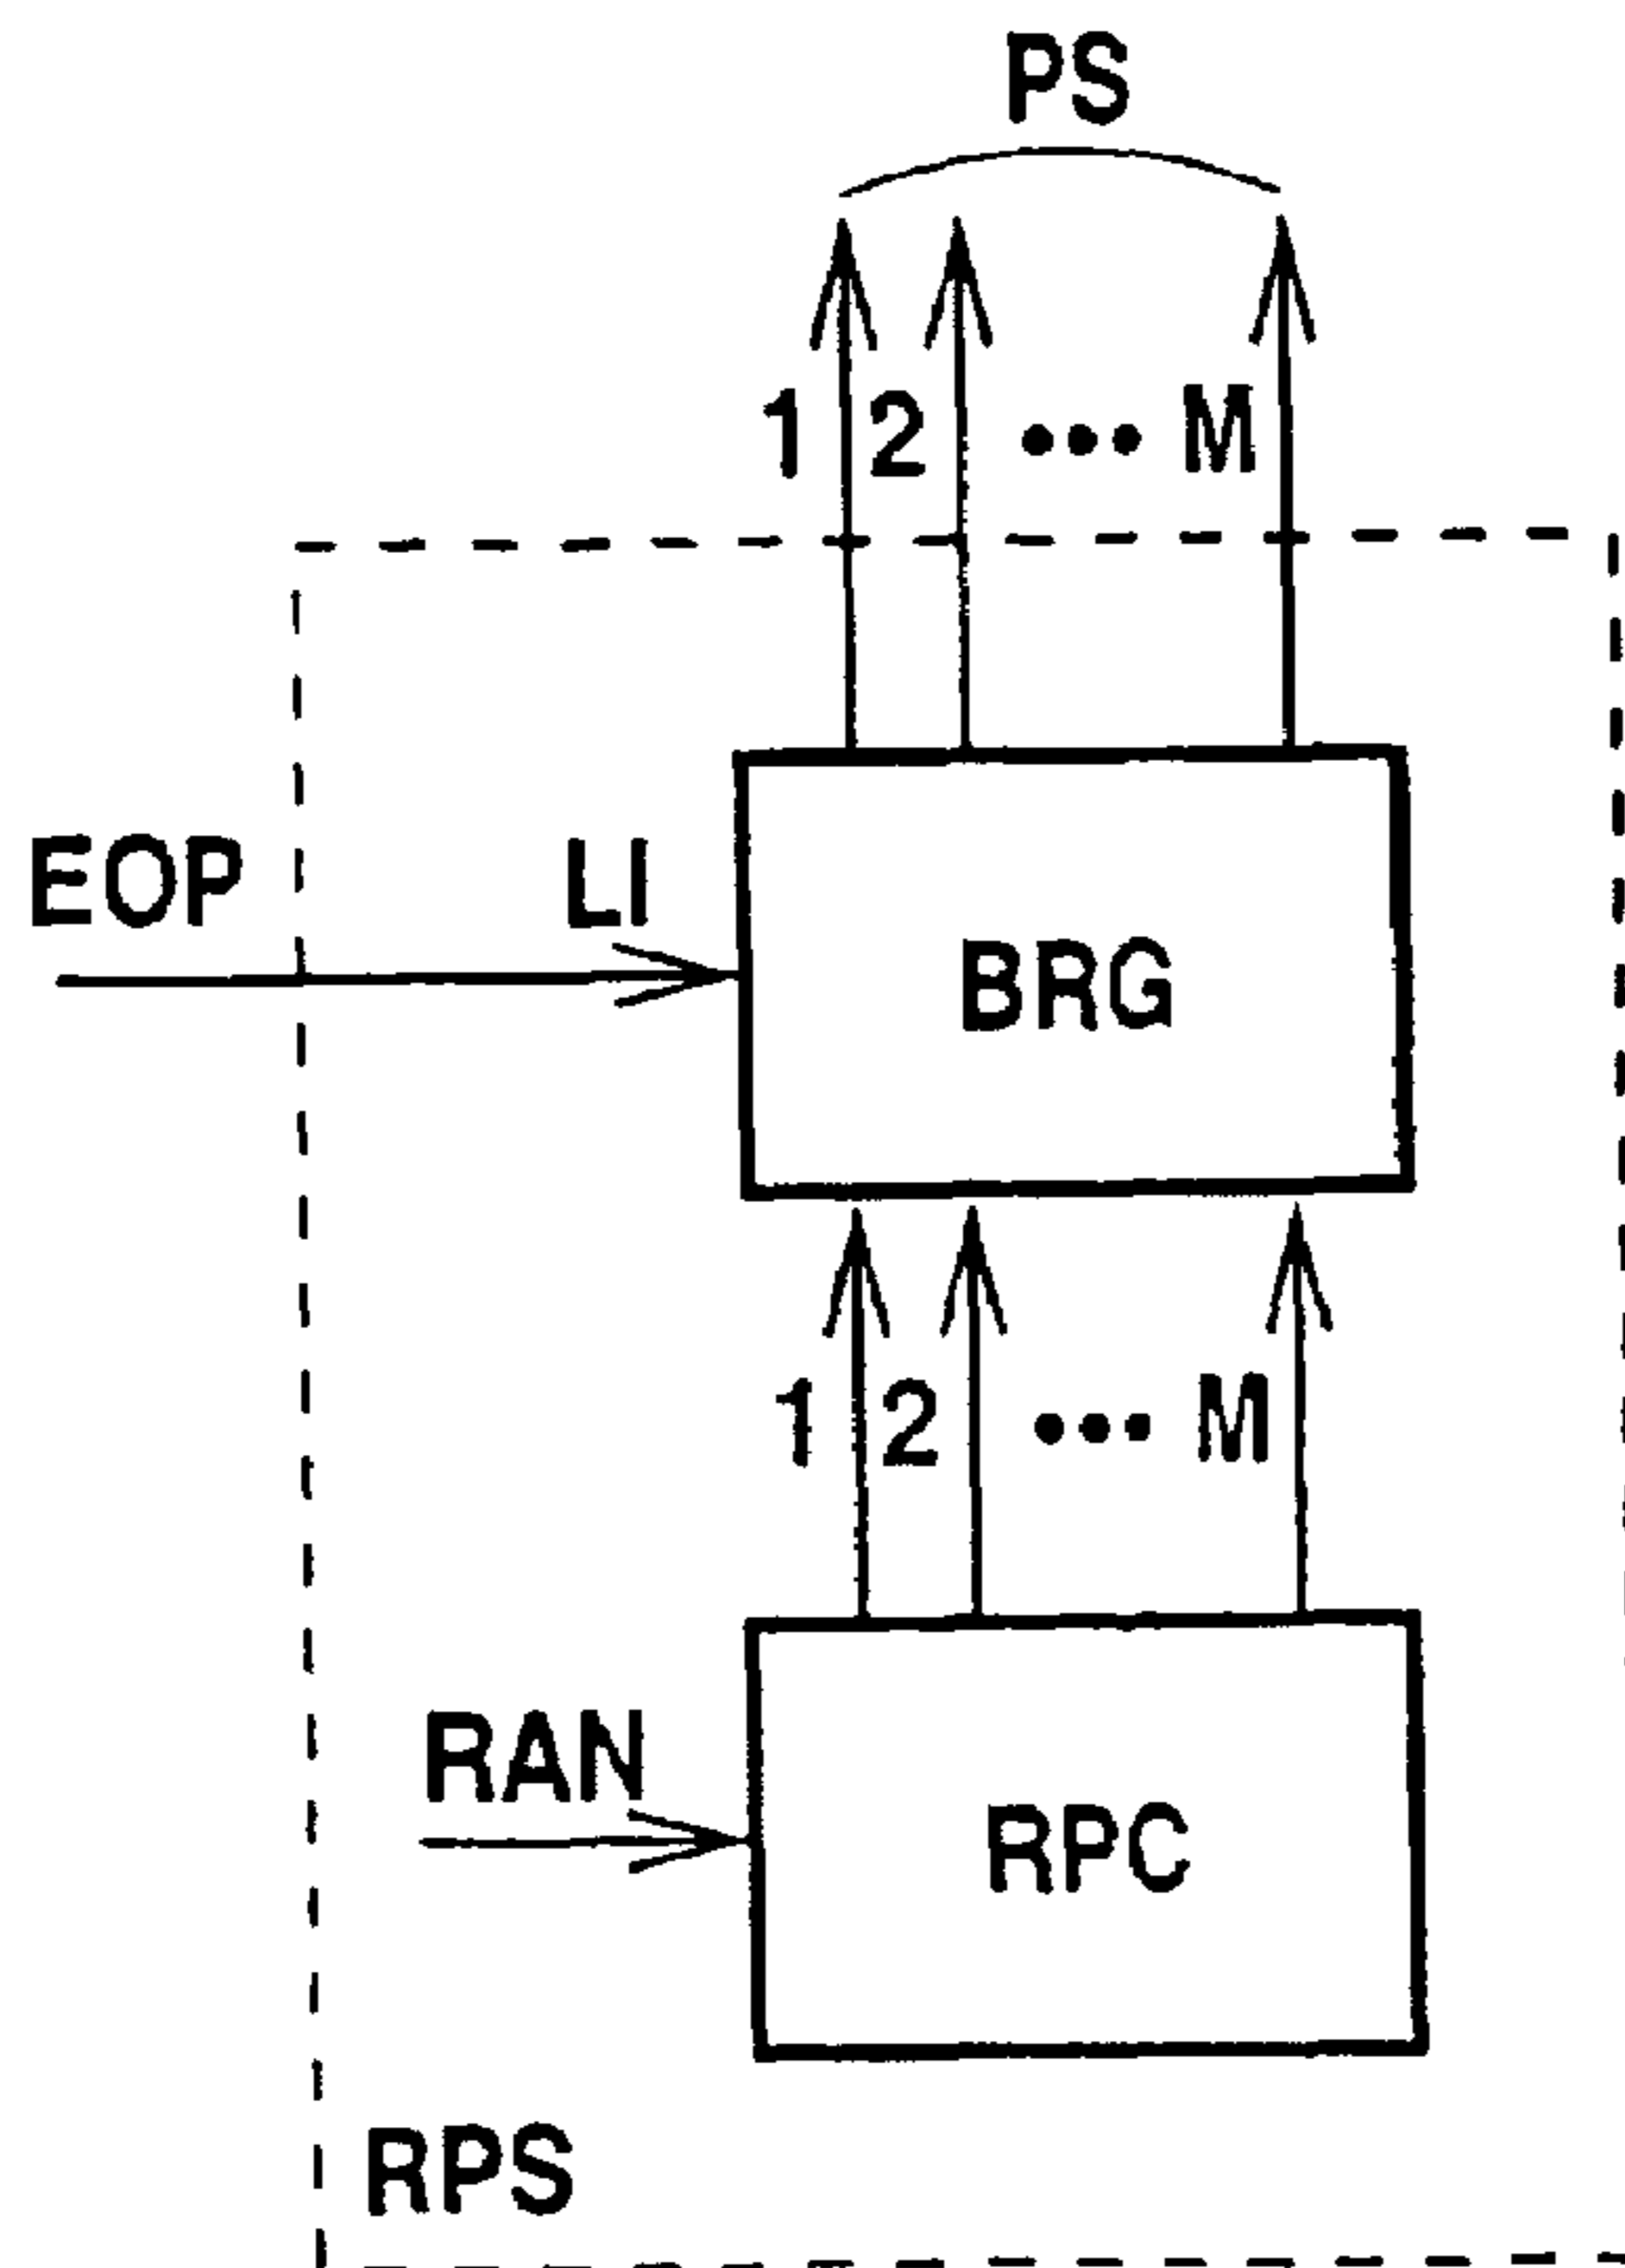 PS
1 2 ••• M
EOP
LI
BRG
1 2 ••• M
RAN
RPC
RPS